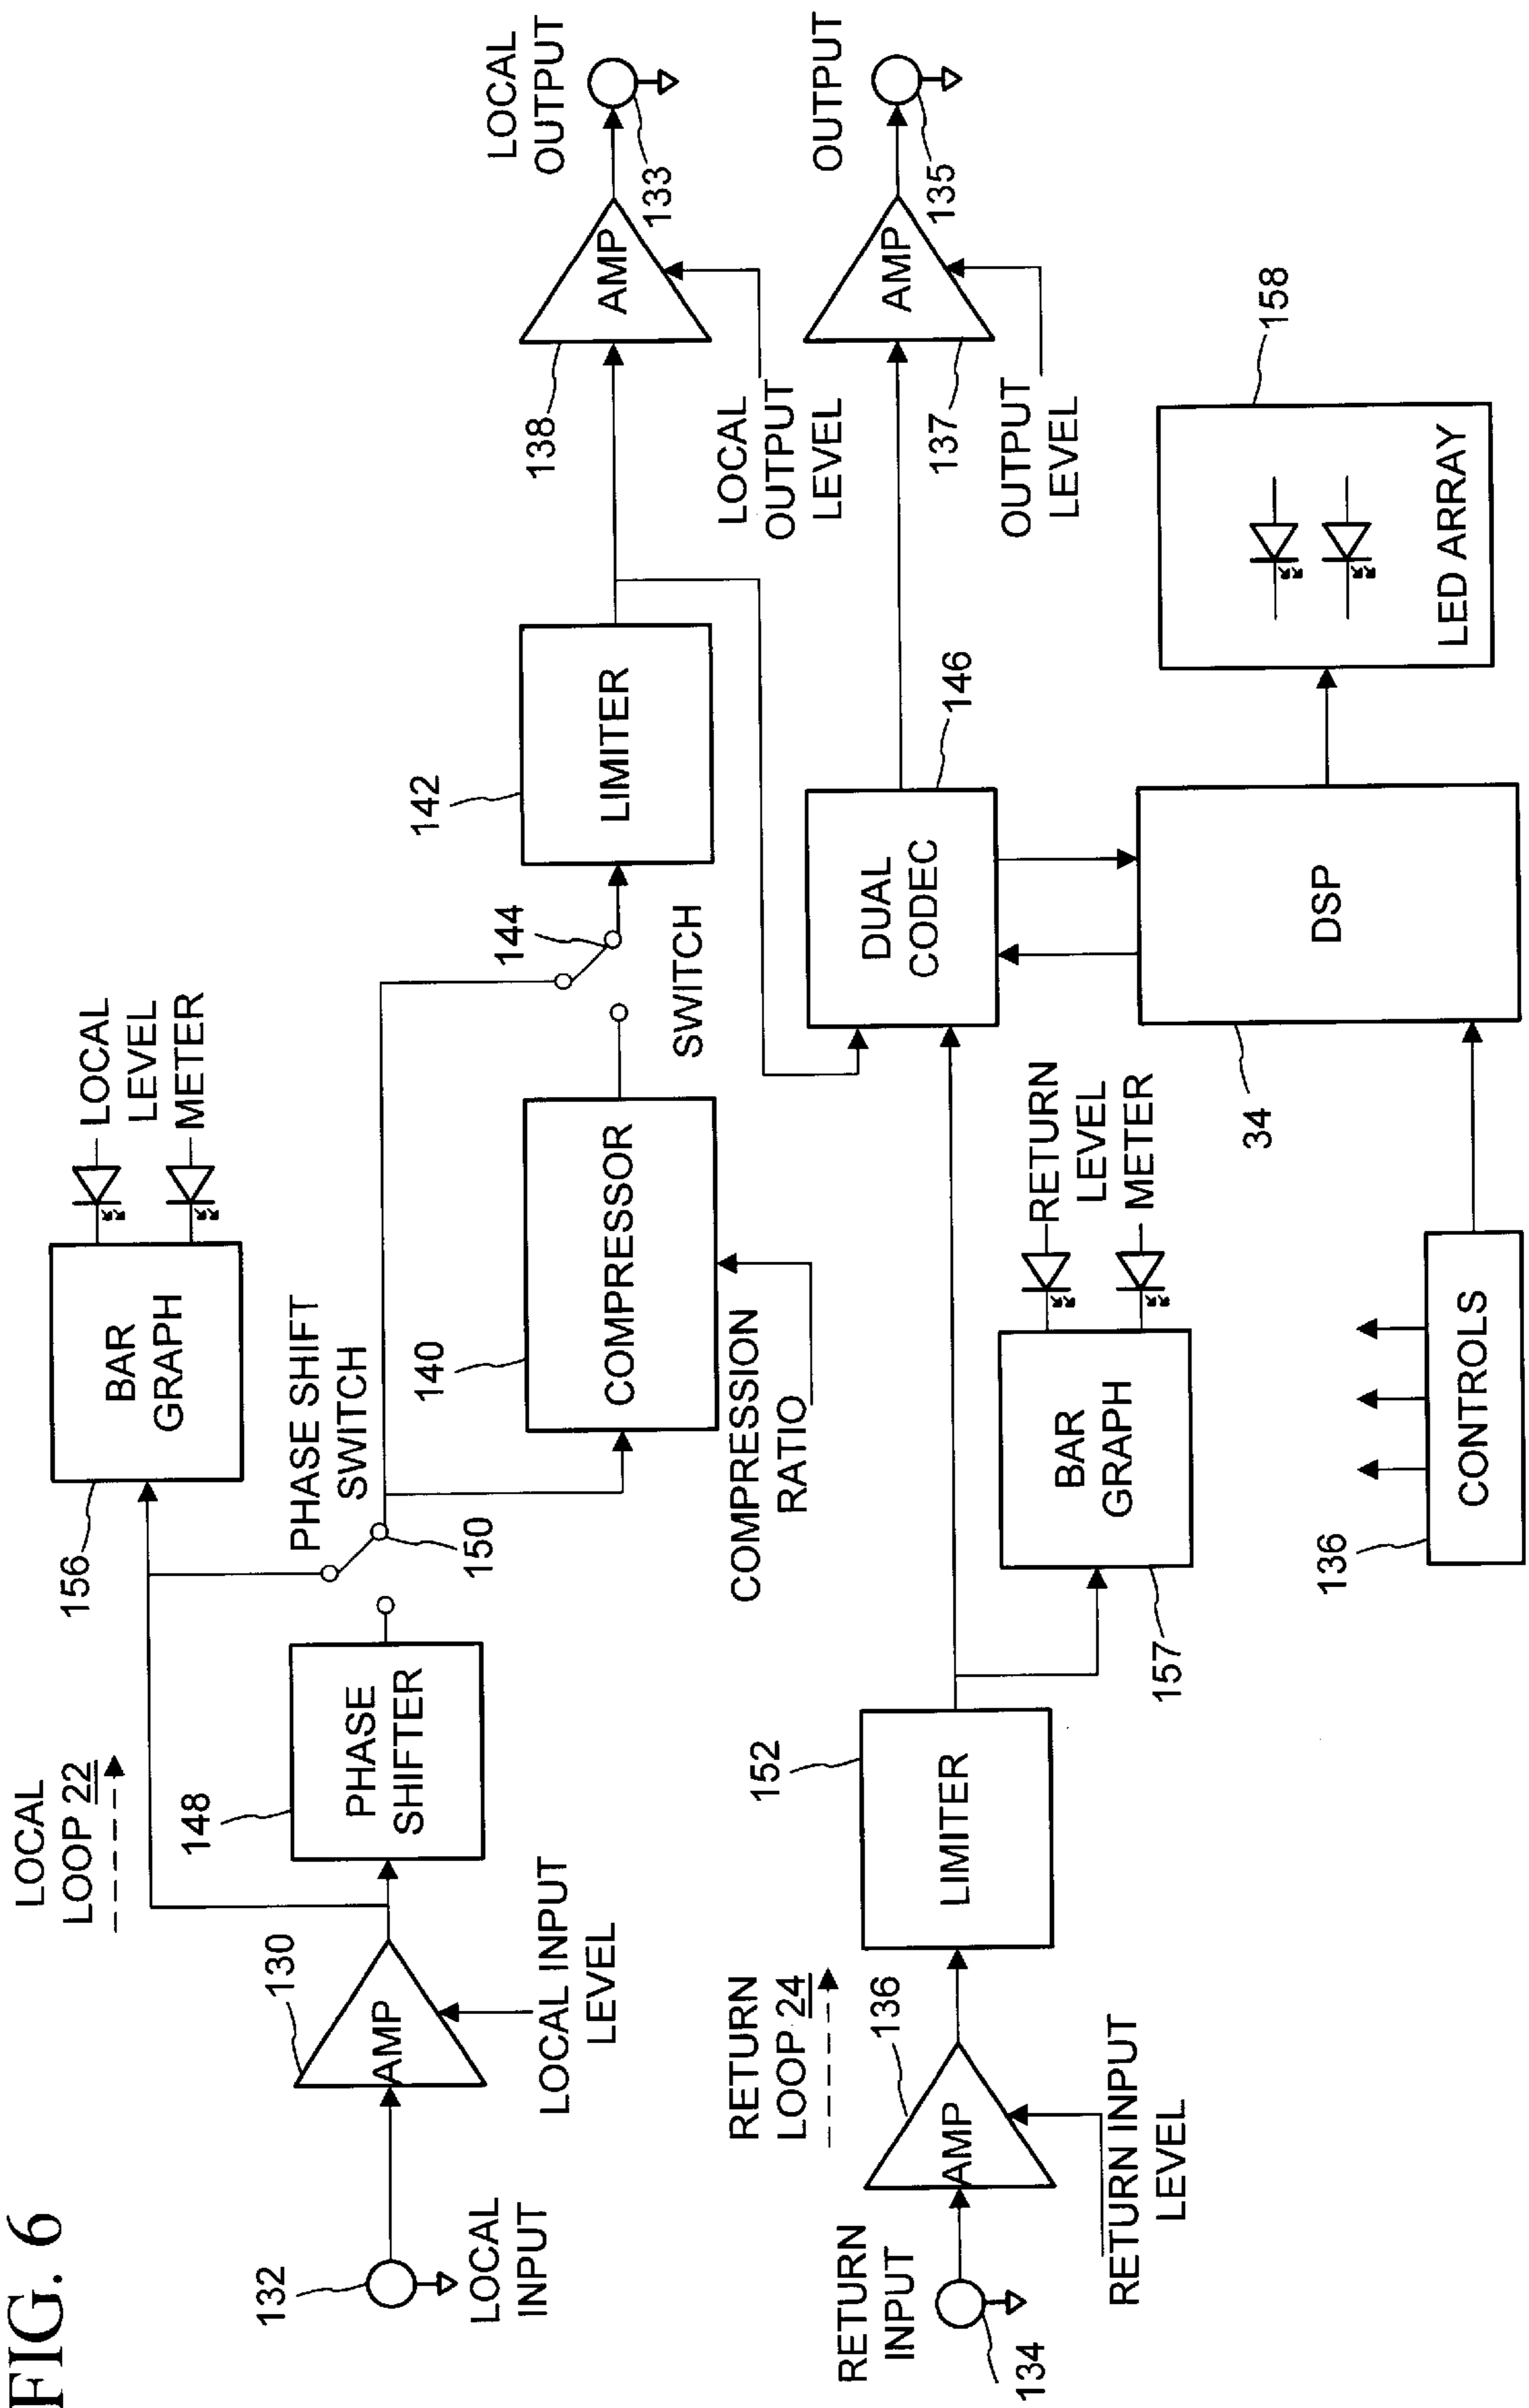 FIG. 6
LOCAL
LOOP 22
156
BAR
GRAPH
LOCAL
LEVEL
METER
132
LOCAL
INPUT
130
AMP
LOCAL INPUT
LEVEL
148
PHASE
SHIFTER
PHASE SHIFT
SWITCH
150
140
COMPRESSOR
COMPRESSION
RATIO
144
SWITCH
142
LIMITER
138
AMP
LOCAL
OUTPUT
LEVEL
LOCAL
OUTPUT
133
RETURN
LOOP 24
RETURN
INPUT
134
136
AMP
RETURN INPUT
LEVEL
152
LIMITER
157
BAR
GRAPH
RETURN
LEVEL
METER
DUAL
CODEC
146
137
AMP
OUTPUT
LEVEL
OUTPUT
135
136
CONTROLS
34
DSP
158
LED ARRAY